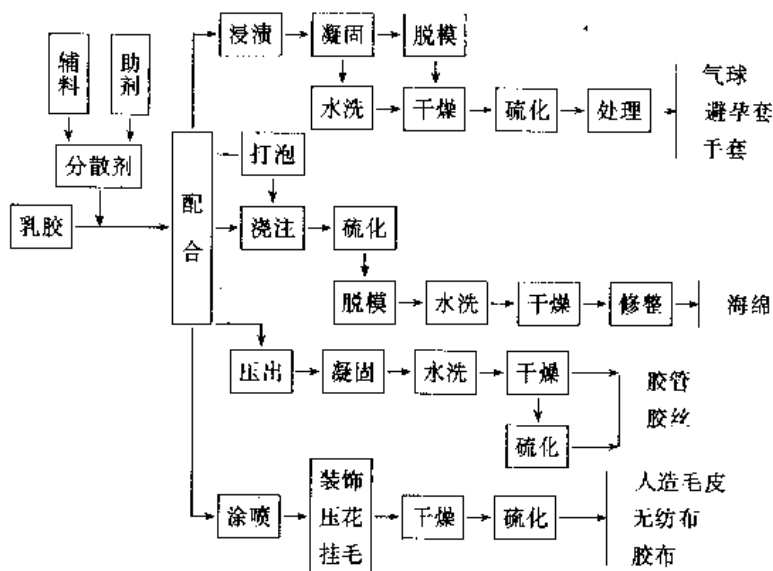 浸渍
凝固
脱模
辅料
助剂
水洗
干燥
硫化
处理
气球
避孕套
手套
分散剂
打泡
乳胶
配合
浇注
硫化
脱模
水洗
干燥
修整
海绵
压出
凝固
水洗
干燥
胶管
胶丝
硫化
涂喷
装饰
压花
挂毛
干燥
硫化
人造毛皮
无纺布
胶布